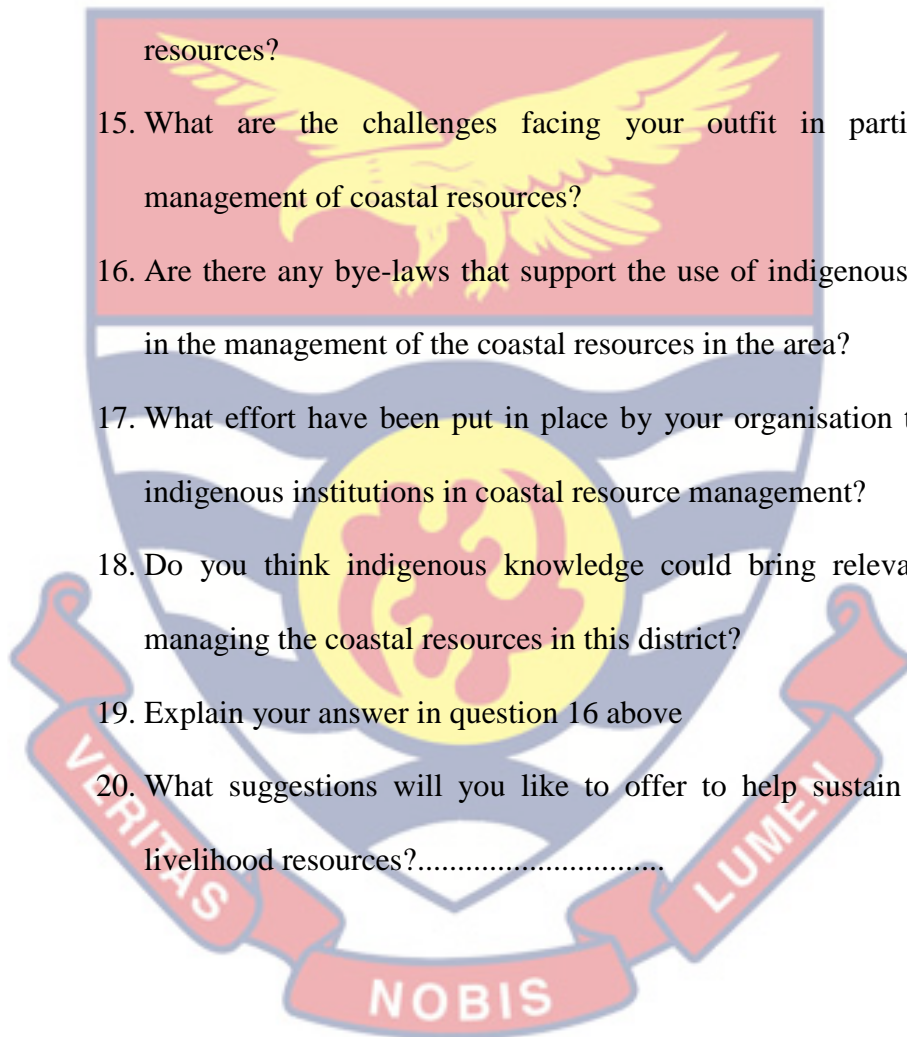 resources?
15. What are the challenges facing your outfit in parti
management of coastal resources?
16. Are there any bye-laws that support the use of indigenous
in the management of the coastal resources in the area?
17. What effort have been put in place by your organisation t
indigenous institutions in coastal resource management?
18. Do you think indigenous knowledge could bring releva
managing the coastal resources in this district?
19. Explain your answer in question 16 above
20. What suggestions will you like to offer to help sustain
livelihood resources?..............................
VERITAS
NOBIS
LUMEN